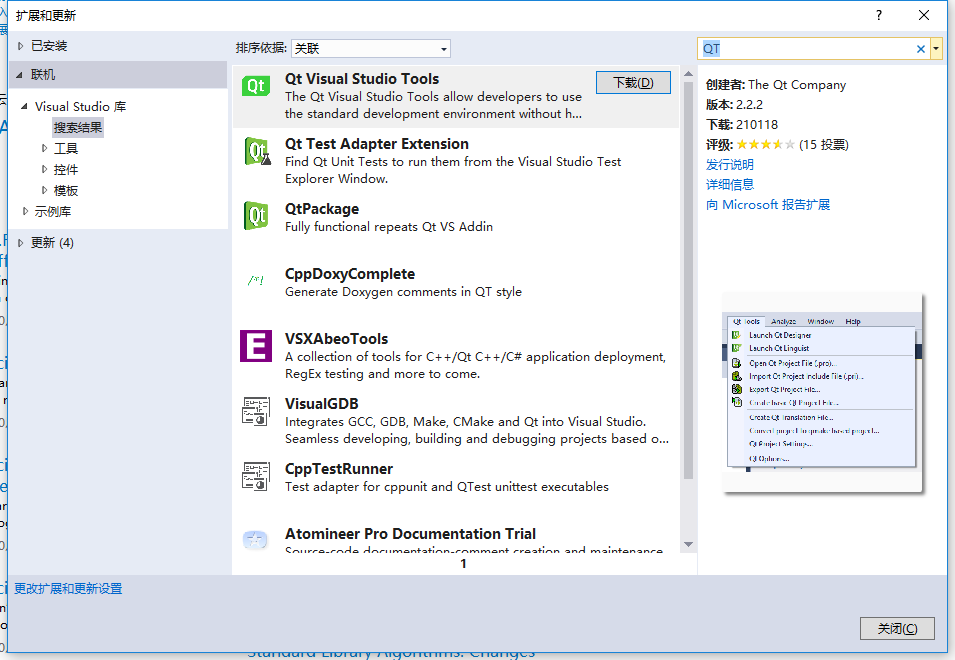 扩展和更新
?
已安装
联机
Visual Studio 库
搜索结果
工具
控件
模板
示例库
更新 (4)
更改扩展和更新设置
排序依据: 关联
Qt Visual Studio Tools
下载(D)
The Qt Visual Studio Tools allow developers to use
the standard development environment without h...
Qt Test Adapter Extension
Find Qt Unit Tests to run them from the Visual Studio Test
Explorer Window.
QtPackage
Fully functional repeats Qt VS Addin
CppDoxyComplete
Generate Doxygen comments in QT style
VSXAbeoTools
A collection of tools for C++/Qt C++/C# application deployment,
RegEx testing and more to come.
VisualGDB
Integrates GCC, GDB, Make, CMake and Qt into Visual Studio.
Seamless developing, building and debugging projects based o...
CppTestRunner
Test adapter for cppunit and QTest unittest executables
Atomineer Pro Documentation Trial
Source-code documentation-comment creation and maintenance
1
QT
创建者: The Qt Company
版本: 2.2.2
下载: 210118
评级: (15 投票)
发行说明
详细信息
向 Microsoft 报告扩展
Qt Tools Analyze Window Help
Launch Qt Designer
Launch Qt Linguist
Open Qt Project File (.pro)...
Import Qt Project Include File (.pri)...
Export Qt Project File...
Create basic Qt Project File...
Create Qt Translation File...
Convert project to qmake based project...
Qt Project Settings...
Qt Options...
关闭(C)
Standard Library Algorithms: Changes